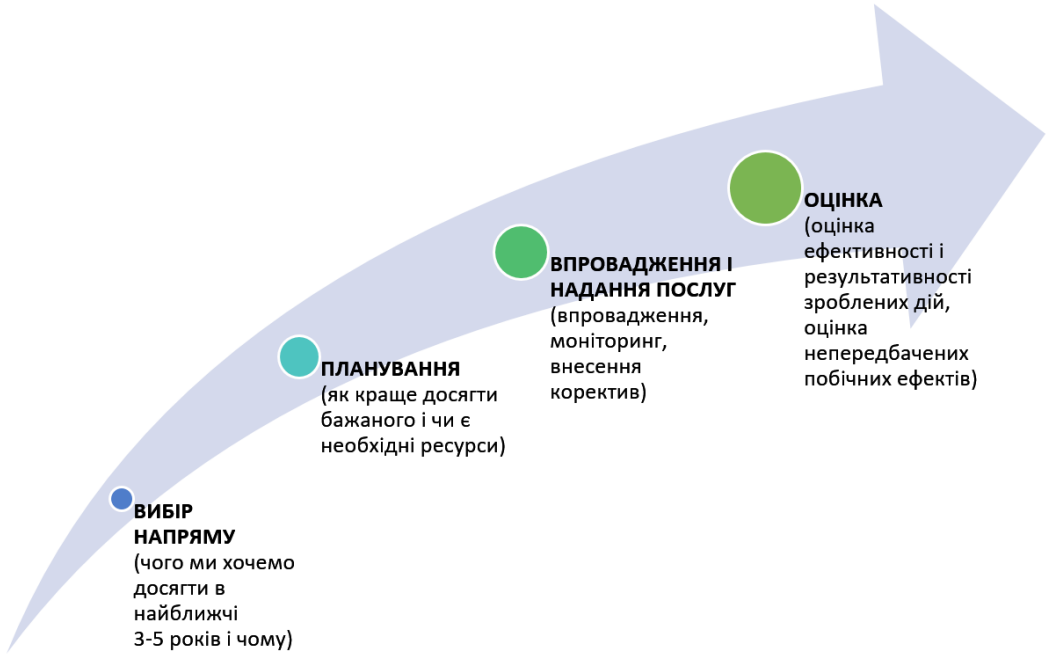 ВИБІР
НАПРЯМУ
(чого ми хочемо
досягти в
найближчі
3-5 років і чому)
ПЛАНУВАННЯ
(як краще досягти
бажаного і чи є
необхідні ресурси)
ВПРОВАДЖЕННЯ І
НАДАННЯ ПОСЛУГ
(впровадження,
моніторинг,
внесення
коректив)
ОЦІНКА
(оцінка
ефективності і
результативності
зроблених дій,
оцінка
непередбачених
побічних ефектів)